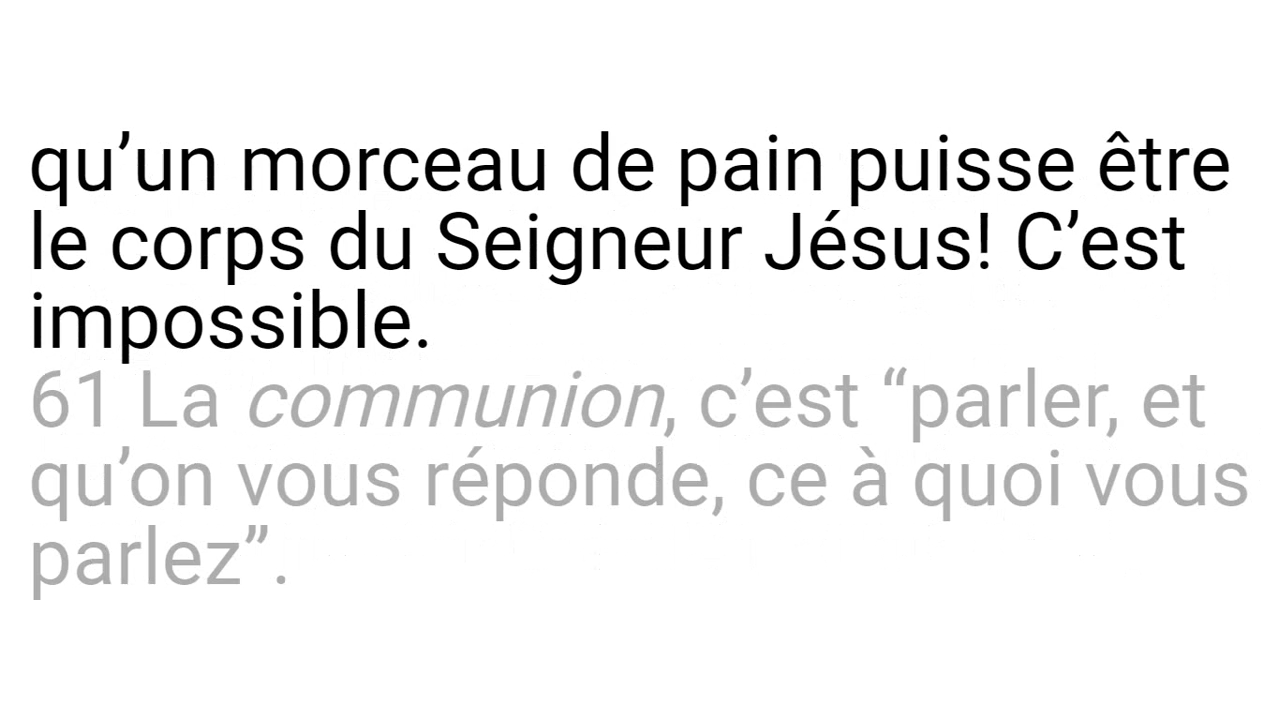 qu’un morceau de pain puisse être
le corps du Seigneur Jésus! C’est
impossible.
61 La communion, c’est “parler, et
qu’on vous réponde, ce à quoi vous
parlez”.